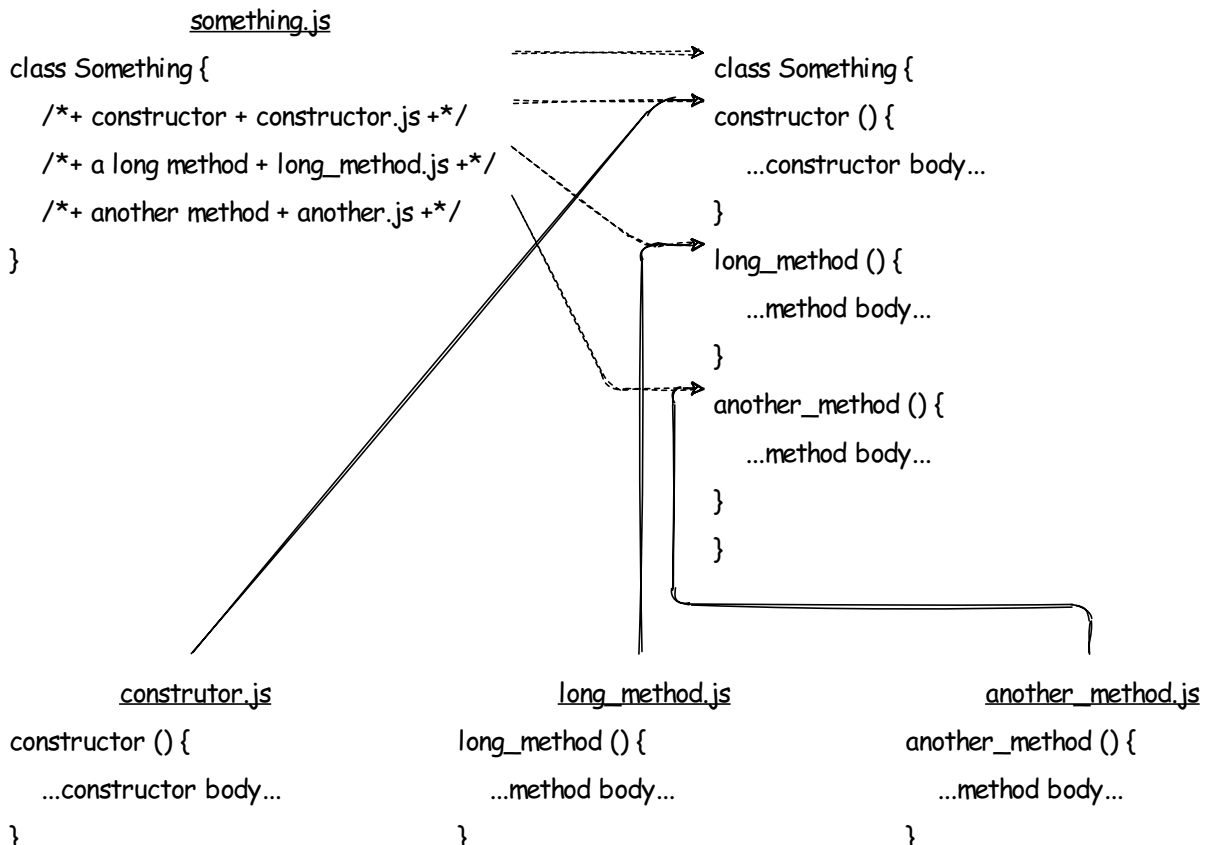 something.js
class Something {
/*+ constructor + constructor.js +*/
/*+ a long method + long_method.js +*/
/*+ another method + another.js +*/
}
class Something {
constructor () {
...constructor body...
}
long_method () {
...method body...
}
another_method () {
...method body...
}
}
construtor.js
constructor () {
...constructor body...
}
long_method.js
long_method () {
...method body...
}
another_method.js
another_method () {
...method body...
}